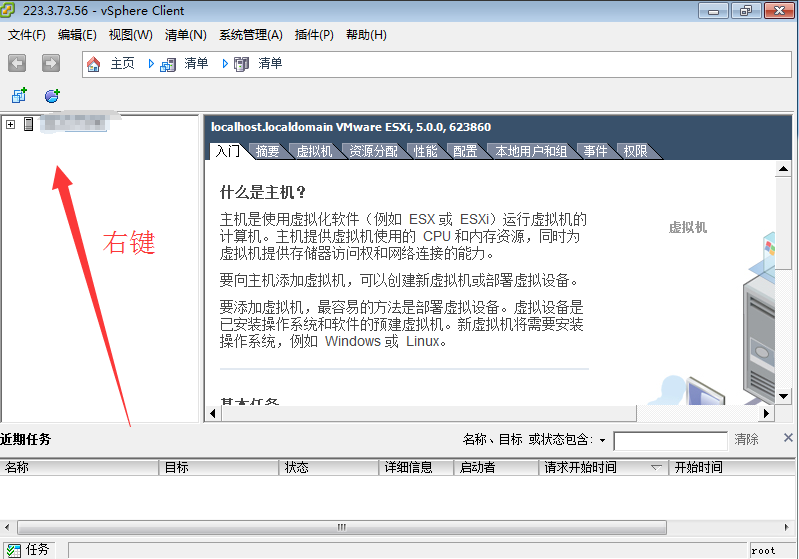 223.3.73.56 - vSphere Client
文件(F) 编辑(E) 视图(W) 清单(N) 系统管理(A) 插件(P) 帮助(H)
主页 清单 清单
localhost.localdomain VMware ESXi, 5.0.0, 623860
入门 摘要 虚拟机 资源分配 性能 配置 本地用户和组 事件 权限
什么是主机？
主机是使用虚拟化软件（例如 ESX 或 ESXi）运行虚拟机的
计算机。主机提供虚拟机使用的 CPU 和内存资源，同时为
虚拟机提供存储器访问权和网络连接的能力。
要向主机添加虚拟机，可以创建新虚拟机或部署虚拟设备。
要添加虚拟机，最容易的方法是部署虚拟设备。虚拟设备是
已安装操作系统和软件的预建虚拟机。新虚拟机将需要安装
操作系统，例如 Windows 或 Linux。
基本任务
虚拟机
右键
近期任务
名称、目标 或状态包含:
清除
名称 目标 状态 详细信息 启动者 请求开始时间 开始时间
任务
root